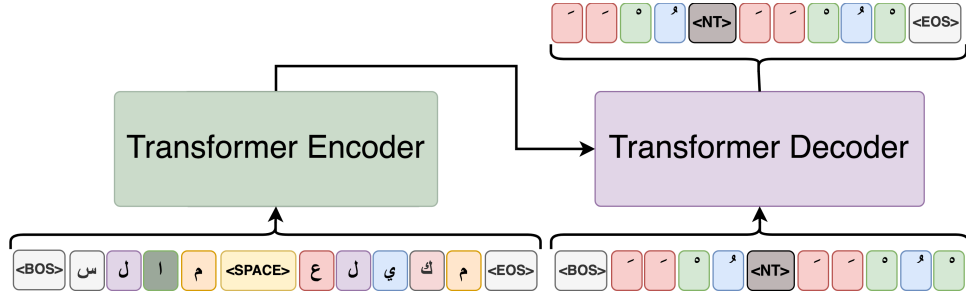 َ َ ْ ُ <NT> َ َ ْ ُ ْ <EOS>
Transformer Encoder
Transformer Decoder
<BOS> س ل ا م <SPACE> ع ل ي ك م <EOS>
<BOS> َ َ ْ ُ <NT> َ َ ْ ُ ْ